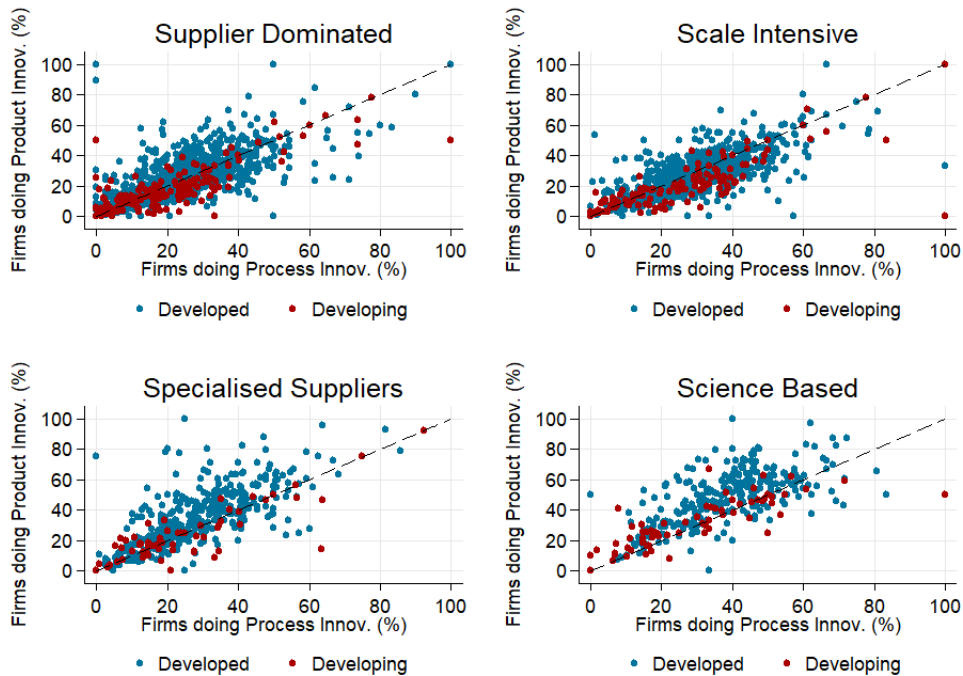 Supplier Dominated
Firms doing Product Innov. (%)
100
80
60
40
20
0
0 20 40 60 80 100
Firms doing Process Innov. (%)
Developed Developing
Scale Intensive
Firms doing Product Innov. (%)
100
80
60
40
20
0
0 20 40 60 80 100
Firms doing Process Innov. (%)
Developed Developing
Specialised Suppliers
Firms doing Product Innov. (%)
100
80
60
40
20
0
0 20 40 60 80 100
Firms doing Process Innov. (%)
Developed Developing
Science Based
Firms doing Product Innov. (%)
100
80
60
40
20
0
0 20 40 60 80 100
Firms doing Process Innov. (%)
Developed Developing